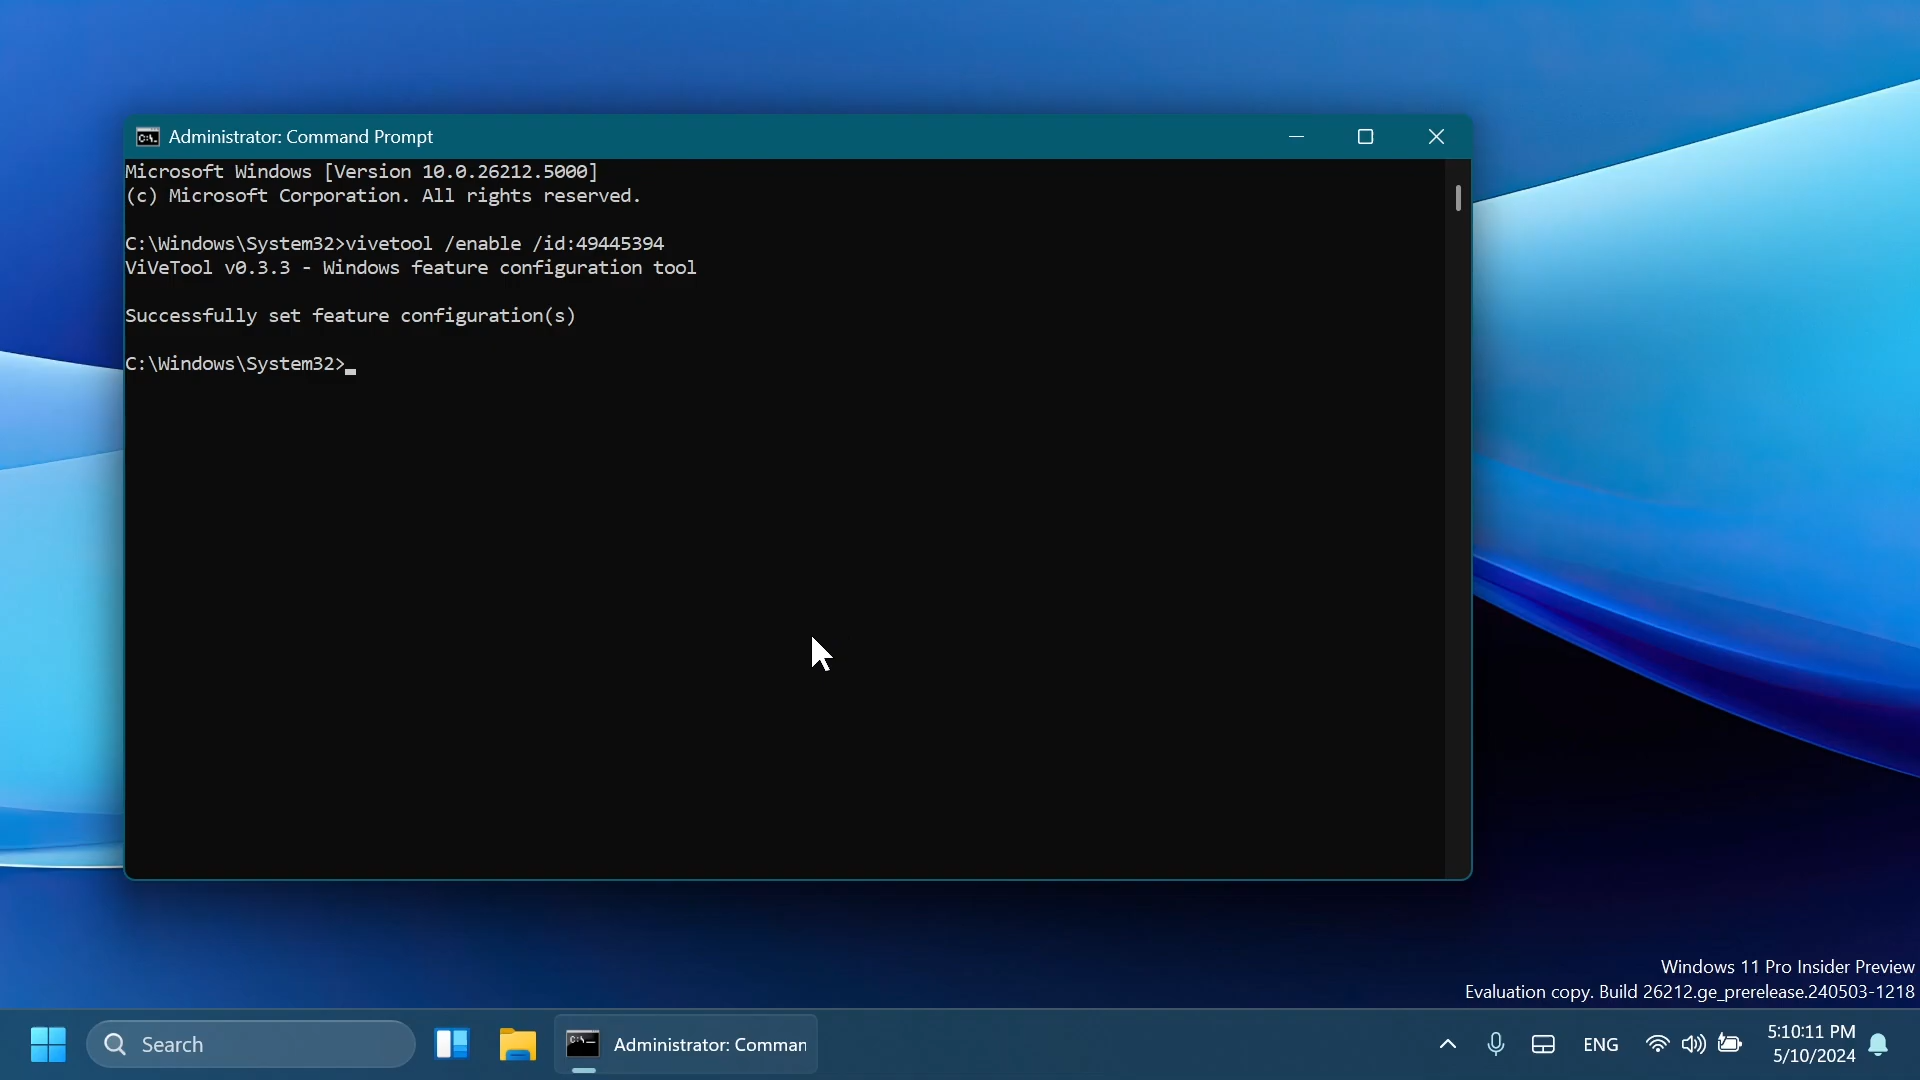 Administrator: Command Prompt
Microsoft Windows [Version 10.0.26212.5000]
(c) Microsoft Corporation. All rights reserved.
C:\Windows\System32>vivetool /enable /id:49445394
ViVeTool v0.3.3 - Windows feature configuration tool
Successfully set feature configuration(s)
C:\Windows\System32>
Windows 11 Pro Insider Preview
Evaluation copy. Build 26212.ge_prerelease.240503-1218
Search
Administrator: Comman
ENG
5:10:11 PM
5/10/2024